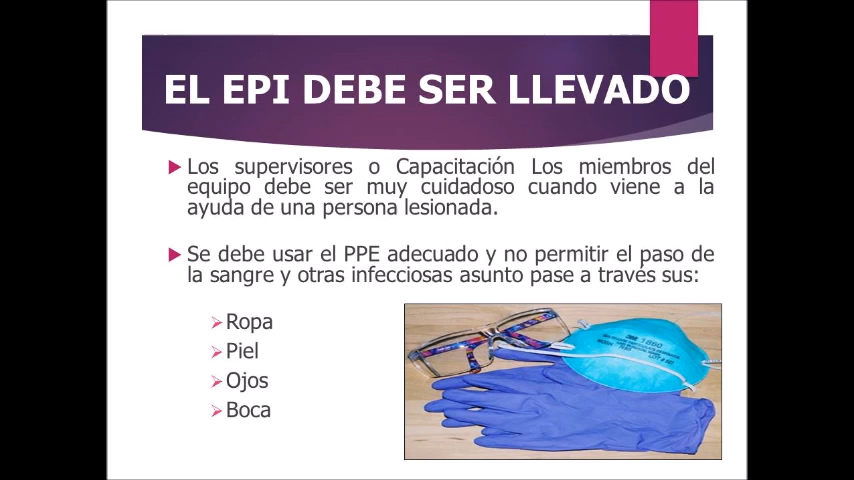 EL EPI DEBE SER LLEVADO
Los supervisores o Capacitación Los miembros del
equipo debe ser muy cuidadoso cuando viene a la
ayuda de una persona lesionada.
Se debe usar el PPE adecuado y no permitir el paso de
la sangre y otras infecciosas asunto pase a través sus:
Ropa
Piel
Ojos
Boca
3M 1860